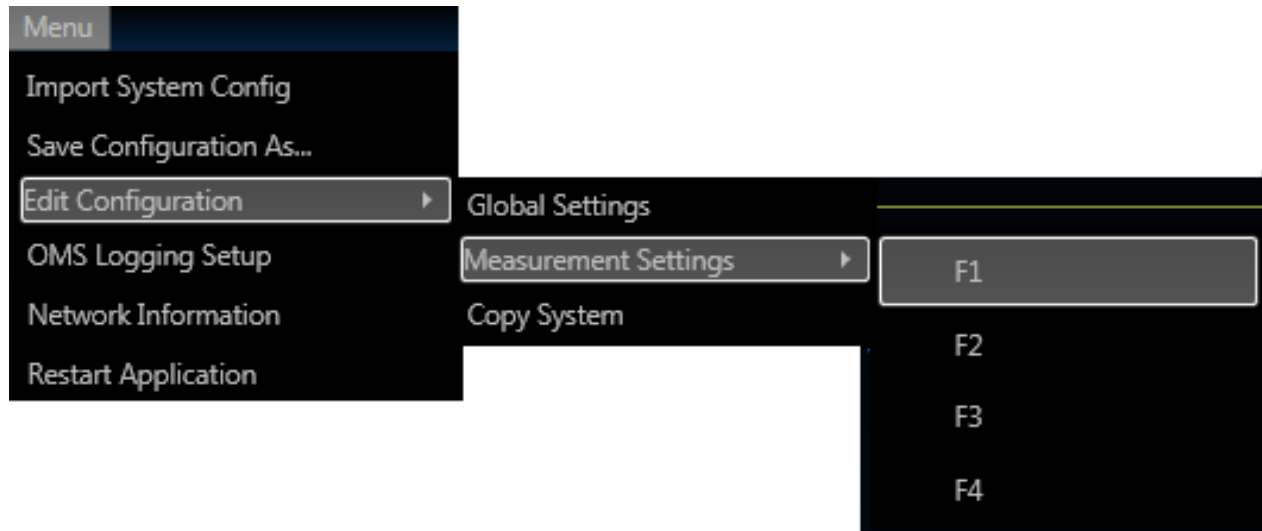 Menu
Import System Config
Save Configuration As...
Edit Configuration
OMS Logging Setup
Network Information
Restart Application
Global Settings
Measurement Settings
Copy System
F1
F2
F3
F4